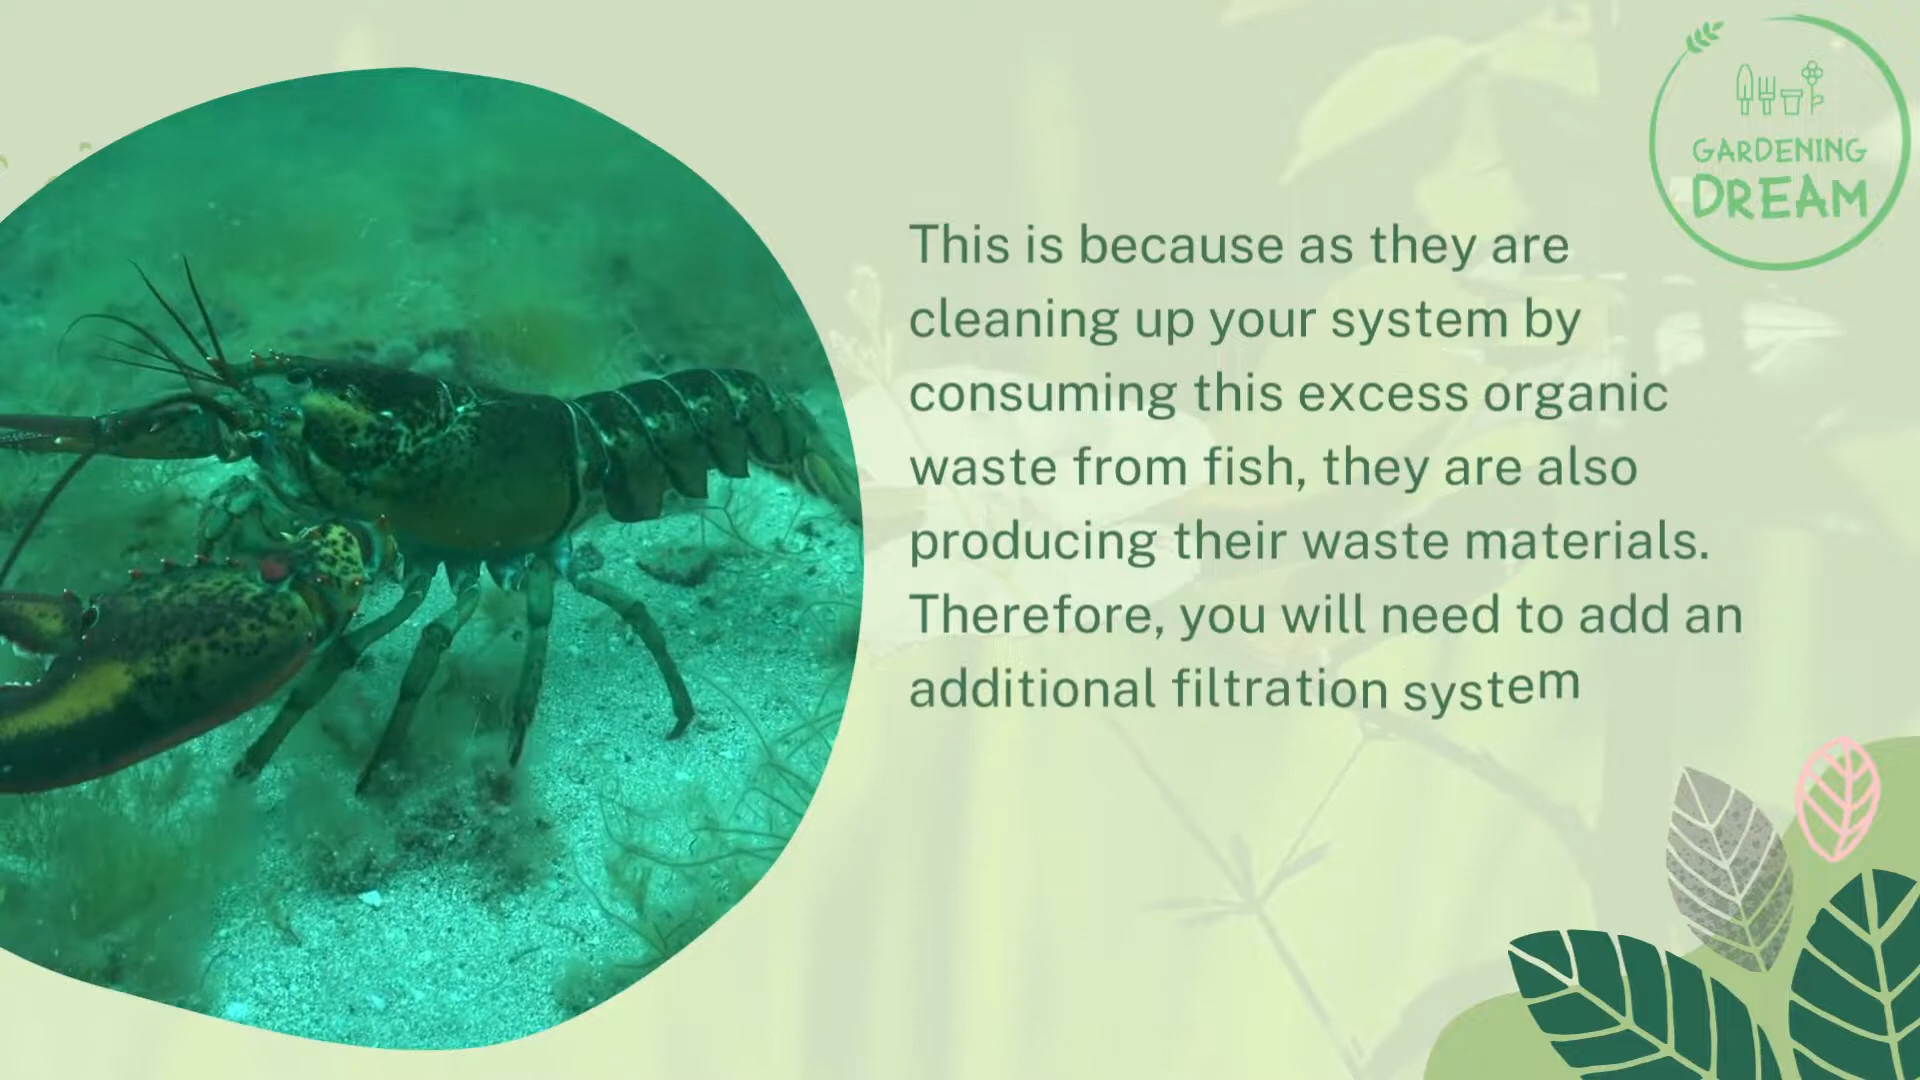 GARDENING
DREAM
This is because as they are
cleaning up your system by
consuming this excess organic
waste from fish, they are also
producing their waste materials.
Therefore, you will need to add an
additional filtration system